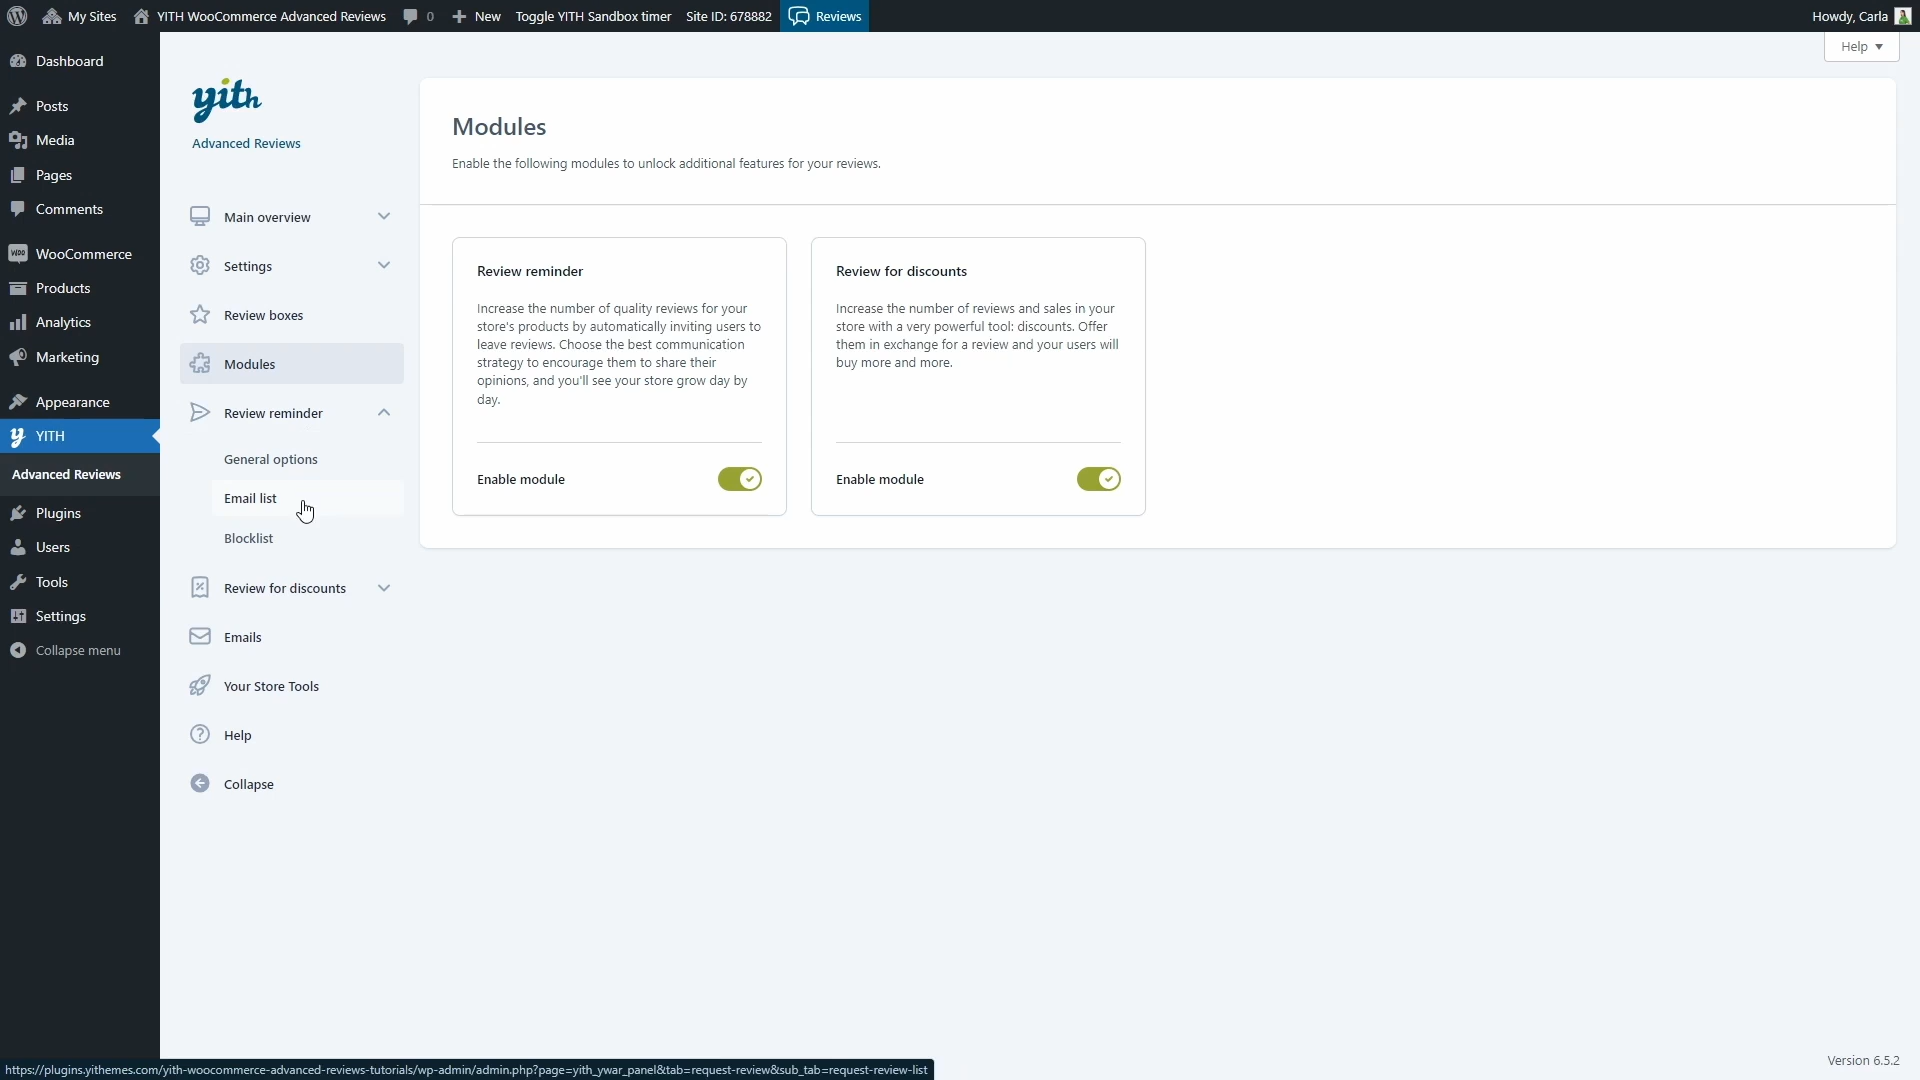 My Sites
YITH WooCommerce Advanced Reviews
0
New
Toggle YITH Sandbox timer
Site ID: 678882
Reviews
Howdy, Carla
Help
Dashboard
Posts
Media
Pages
Comments
WooCommerce
Products
Analytics
Marketing
Appearance
YITH
Advanced Reviews
Plugins
Users
Tools
Settings
Collapse menu
yith
Advanced Reviews
Main overview
Settings
Review boxes
Modules
Review reminder
General options
Email list
Blocklist
Review for discounts
Emails
Your Store Tools
Help
Collapse
Modules
Enable the following modules to unlock additional features for your reviews.
Review reminder
Increase the number of quality reviews for your
store's products by automatically inviting users to
leave reviews. Choose the best communication
strategy to encourage them to share their
opinions, and you'll see your store grow day by
day.
Enable module
Review for discounts
Increase the number of reviews and sales in your
store with a very powerful tool: discounts. Offer
them in exchange for a review and your users will
buy more and more.
Enable module
Version 6.5.2
https://plugins.yithemes.com/yith-woocommerce-advanced-reviews-tutorials/wp-admin/admin.php?page=yith_ywar_panel&tab=request-review&sub_tab=request-review-list